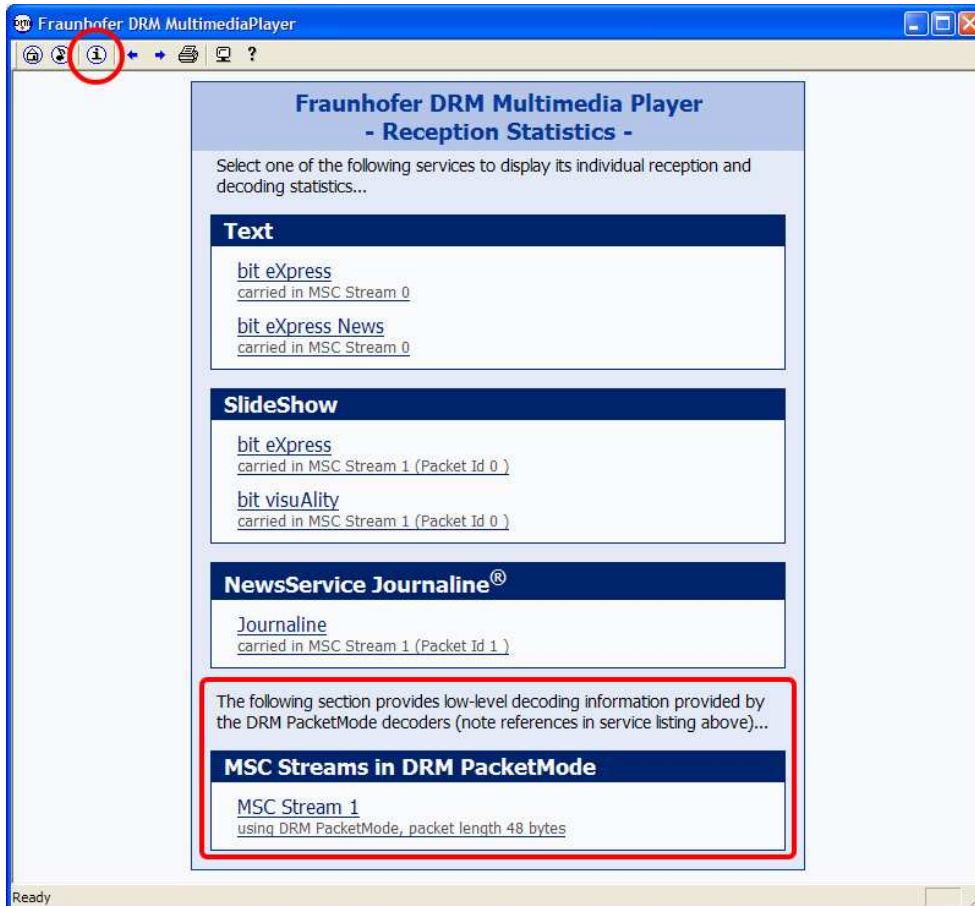 Fraunhofer DRM MultimediaPlayer
?
Fraunhofer DRM Multimedia Player
- Reception Statistics -
Select one of the following services to display its individual reception and
decoding statistics...
Text
bit eXpress
carried in MSC Stream 0
bit eXpress News
carried in MSC Stream 0
SlideShow
bit eXpress
carried in MSC Stream 1 (Packet Id 0 )
bit visuAlity
carried in MSC Stream 1 (Packet Id 0 )
NewsService Journaline®
Journaline
carried in MSC Stream 1 (Packet Id 1 )
The following section provides low-level decoding information provided by
the DRM PacketMode decoders (note references in service listing above)...
MSC Streams in DRM PacketMode
MSC Stream 1
using DRM PacketMode, packet length 48 bytes
Ready